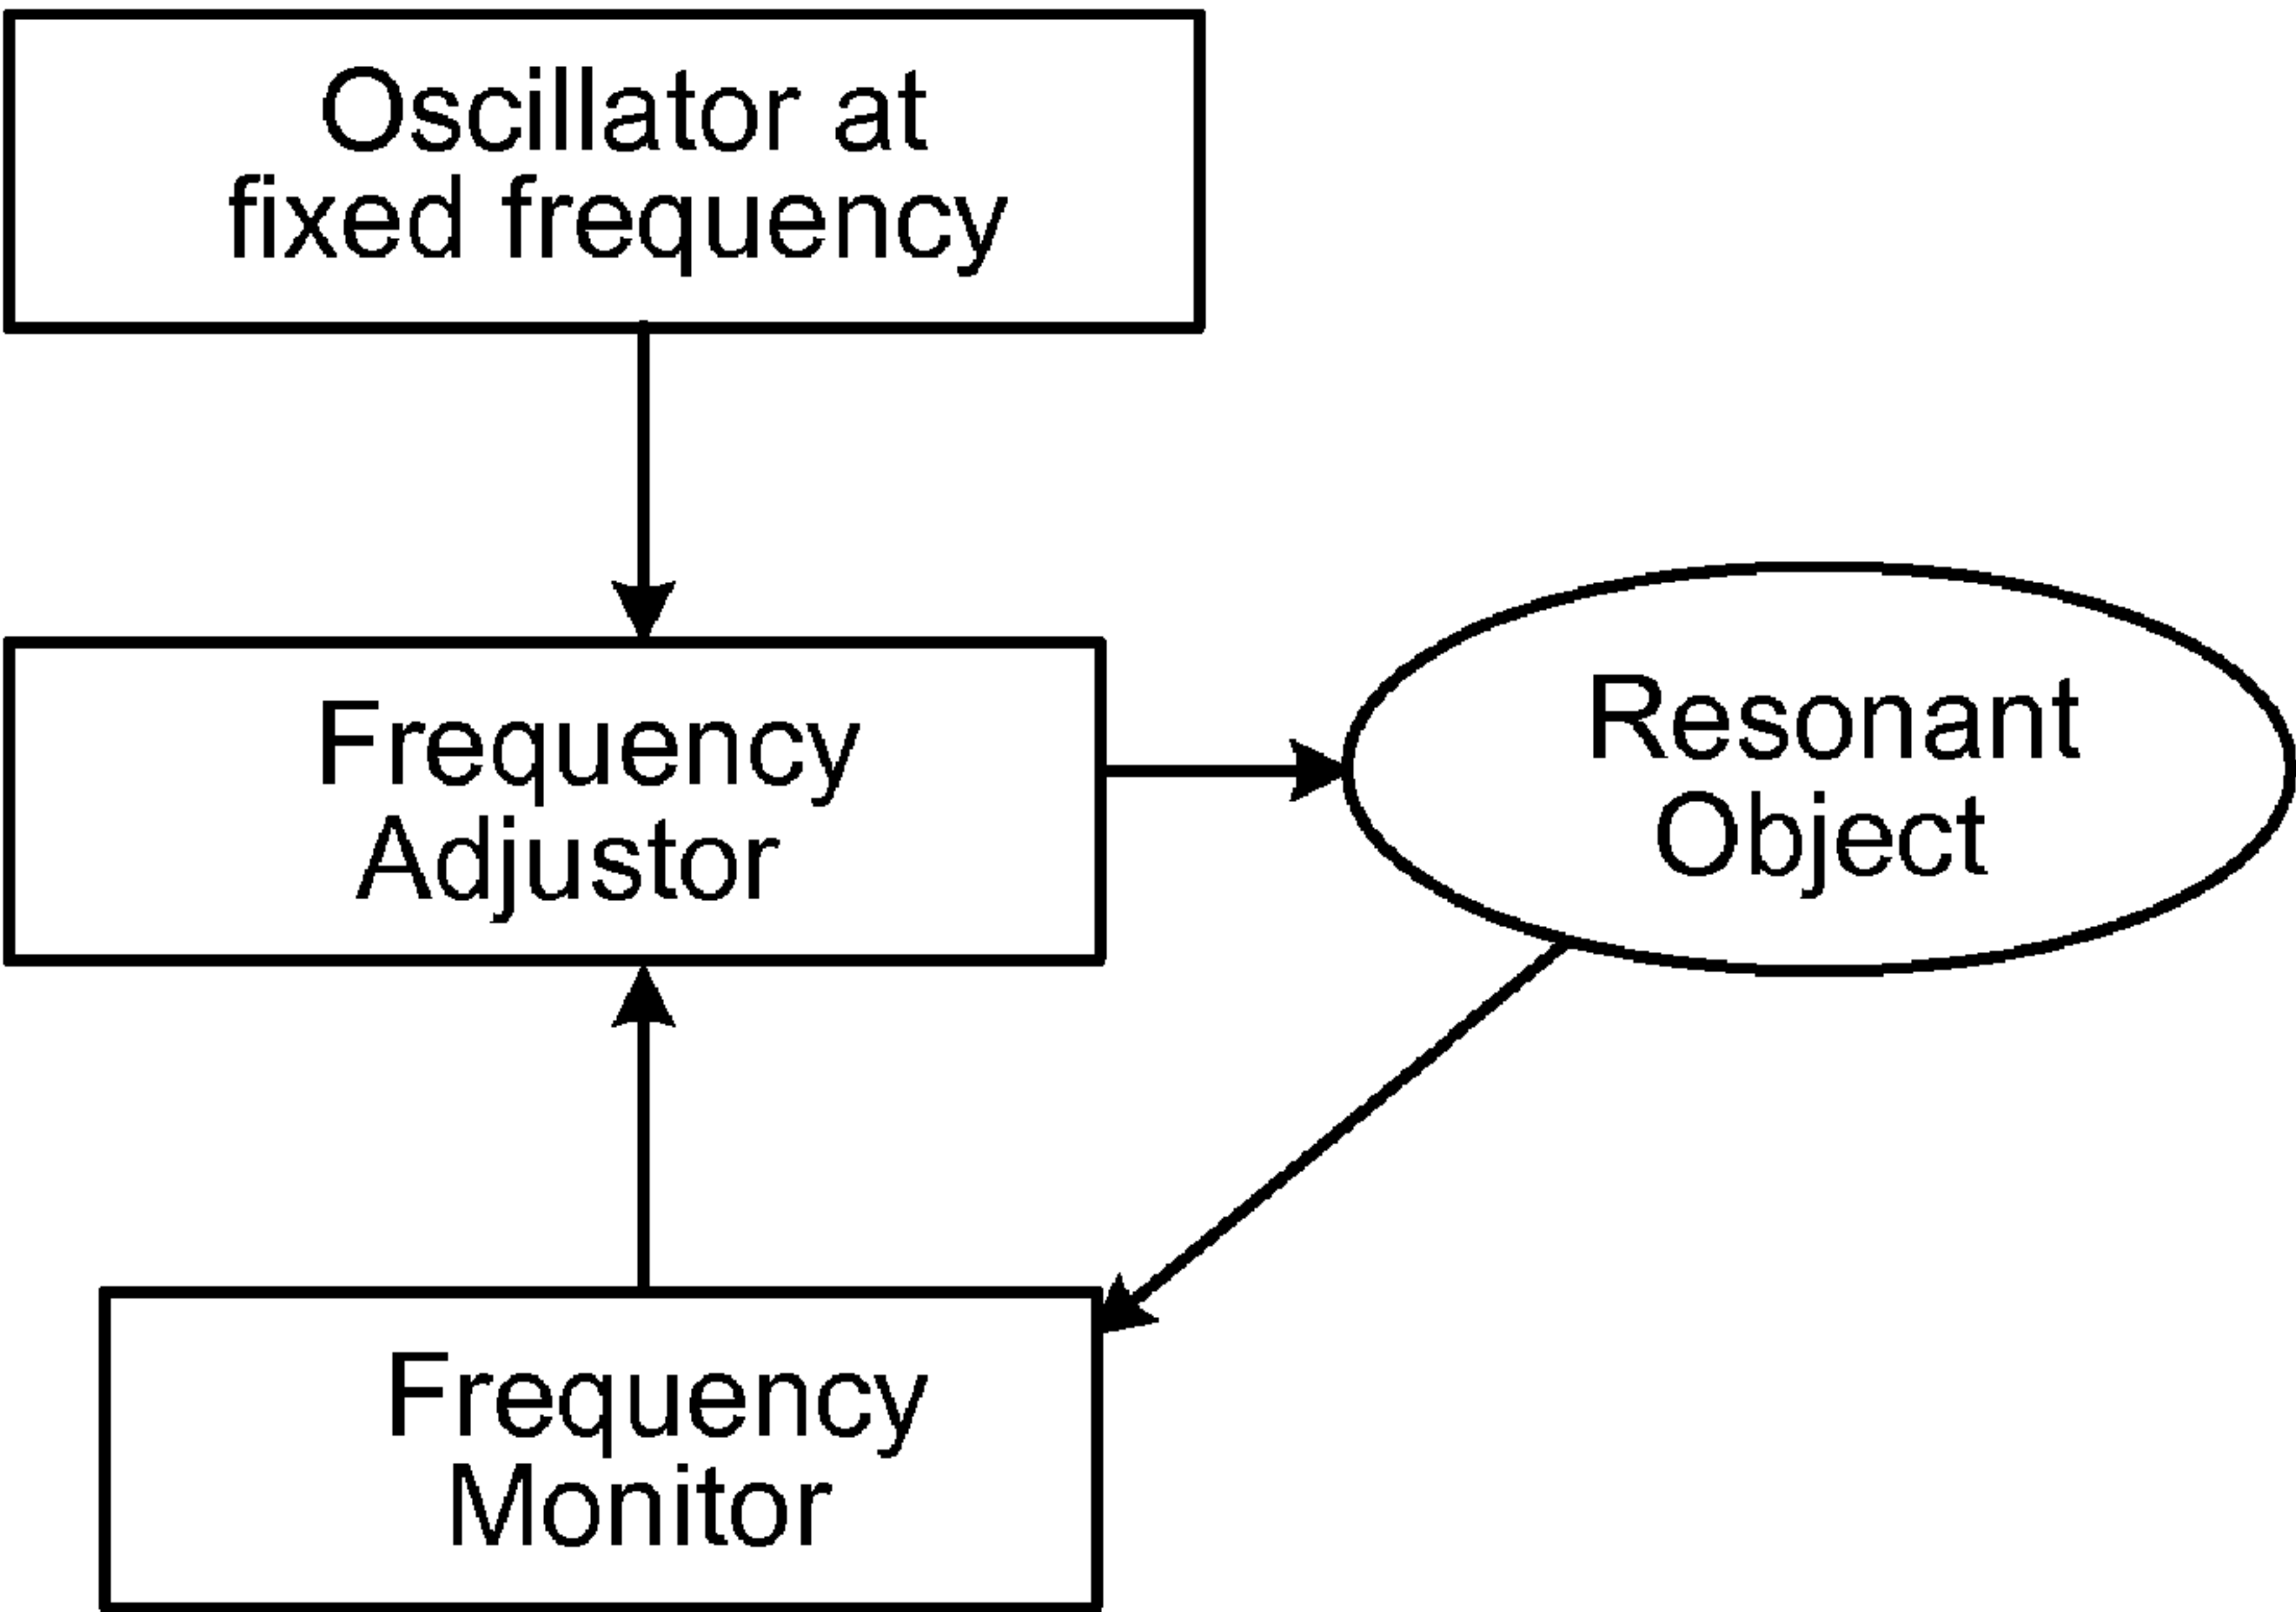 Oscillator at
fixed frequency
Frequency
Adjustor
Resonant
Object
Frequency
Monitor